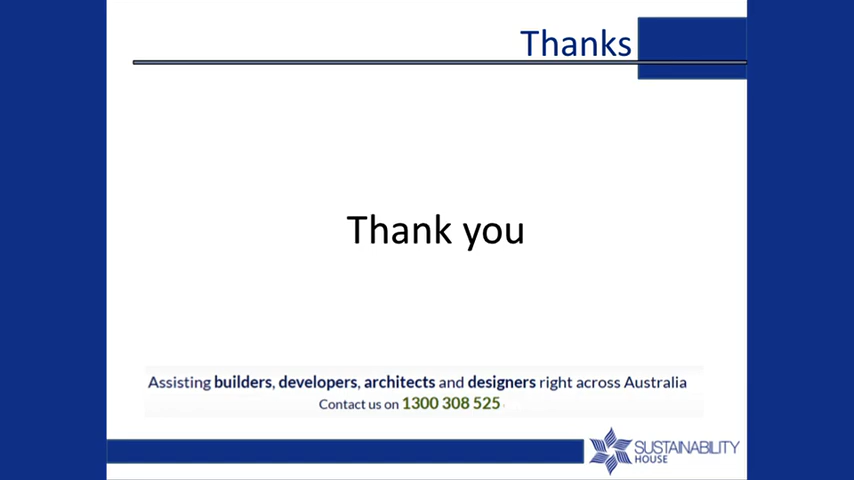 Thanks
Thank you
Assisting builders, developers, architects and designers right across Australia
Contact us on 1300 308 525
SUSTAINABILITY
HOUSE